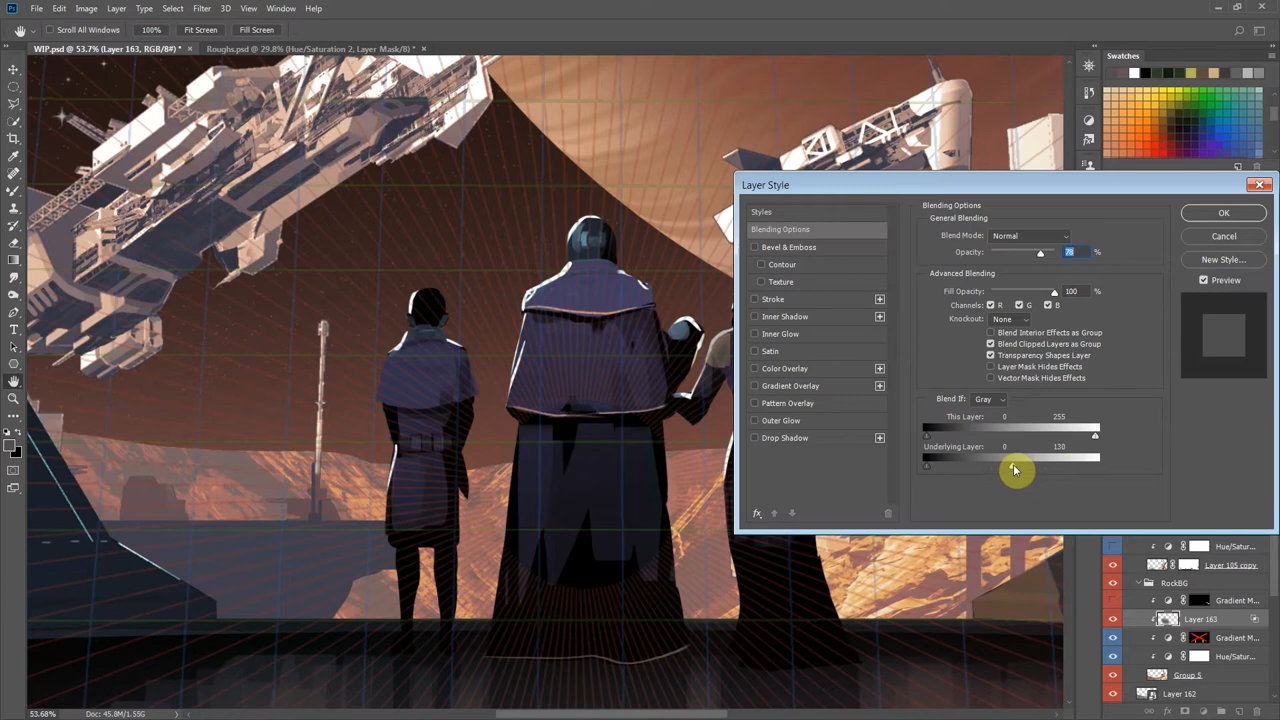 Ps File Edit Image Layer Type Select Filter 3D View Window Help
Scroll All Windows 100% Fit Screen Fill Screen
WIP.psd @ 53.7% (Layer 163, RGB/8#) * × Roughs.psd @ 29.8% (Hue/Saturation 2, Layer Mask/8) * ×
Swatches
Layer Style
Styles
Blending Options
Bevel & Emboss
Contour
Texture
Stroke
Inner Shadow
Inner Glow
Satin
Color Overlay
Gradient Overlay
Pattern Overlay
Outer Glow
Drop Shadow
fx
Blending Options
General Blending
Blend Mode: Normal
Opacity: 78 %
Advanced Blending
Fill Opacity: 100 %
Channels: R G B
Knockout: None
Blend Interior Effects as Group
Blend Clipped Layers as Group
Transparency Shapes Layer
Layer Mask Hides Effects
Vector Mask Hides Effects
Blend If: Gray
This Layer: 0 255
Underlying Layer: 0 130
OK
Cancel
New Style...
Preview
Hue/Satur...
Layer 105 copy
RockBG
Gradient M...
Layer 163
Gradient M...
Hue/Satur...
Group 5
Layer 162
53.68% Doc: 45.8M/1.55G